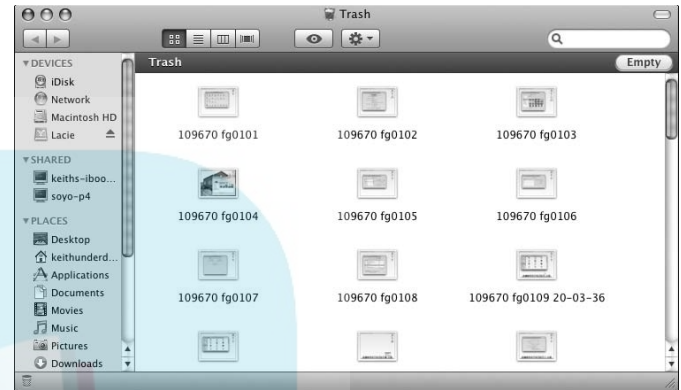 Trash
DEVICES
iDisk
Network
Macintosh HD
Lacie
SHARED
keiths-iboo...
soyo-p4
PLACES
Desktop
keithunderd...
Applications
Documents
Movies
Music
Pictures
Downloads
Trash Empty
109670 fg0101 109670 fg0102 109670 fg0103
109670 fg0104 109670 fg0105 109670 fg0106
109670 fg0107 109670 fg0108 109670 fg0109 20-03-36